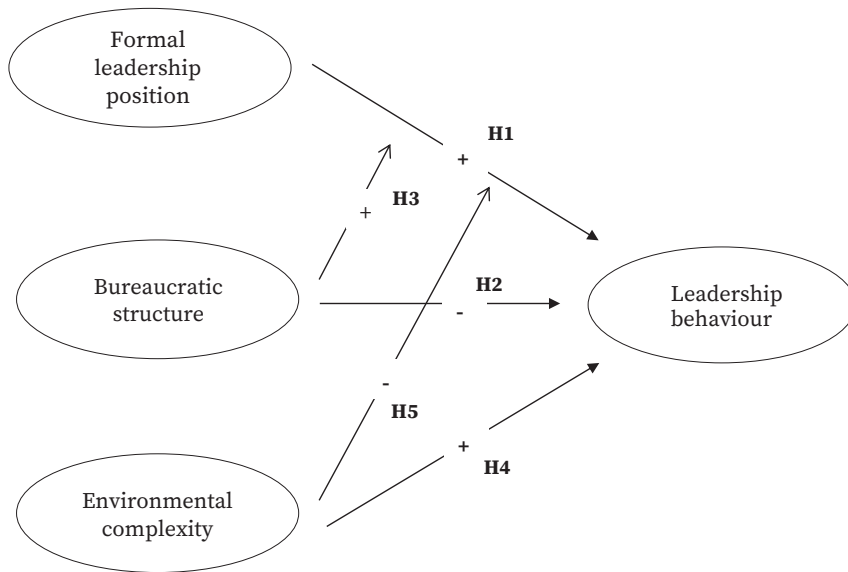 Formal
leadership
position
H1
+
H3
+
Bureaucratic
structure
H2
-
Leadership
behaviour
-
H5
+
H4
Environmental
complexity